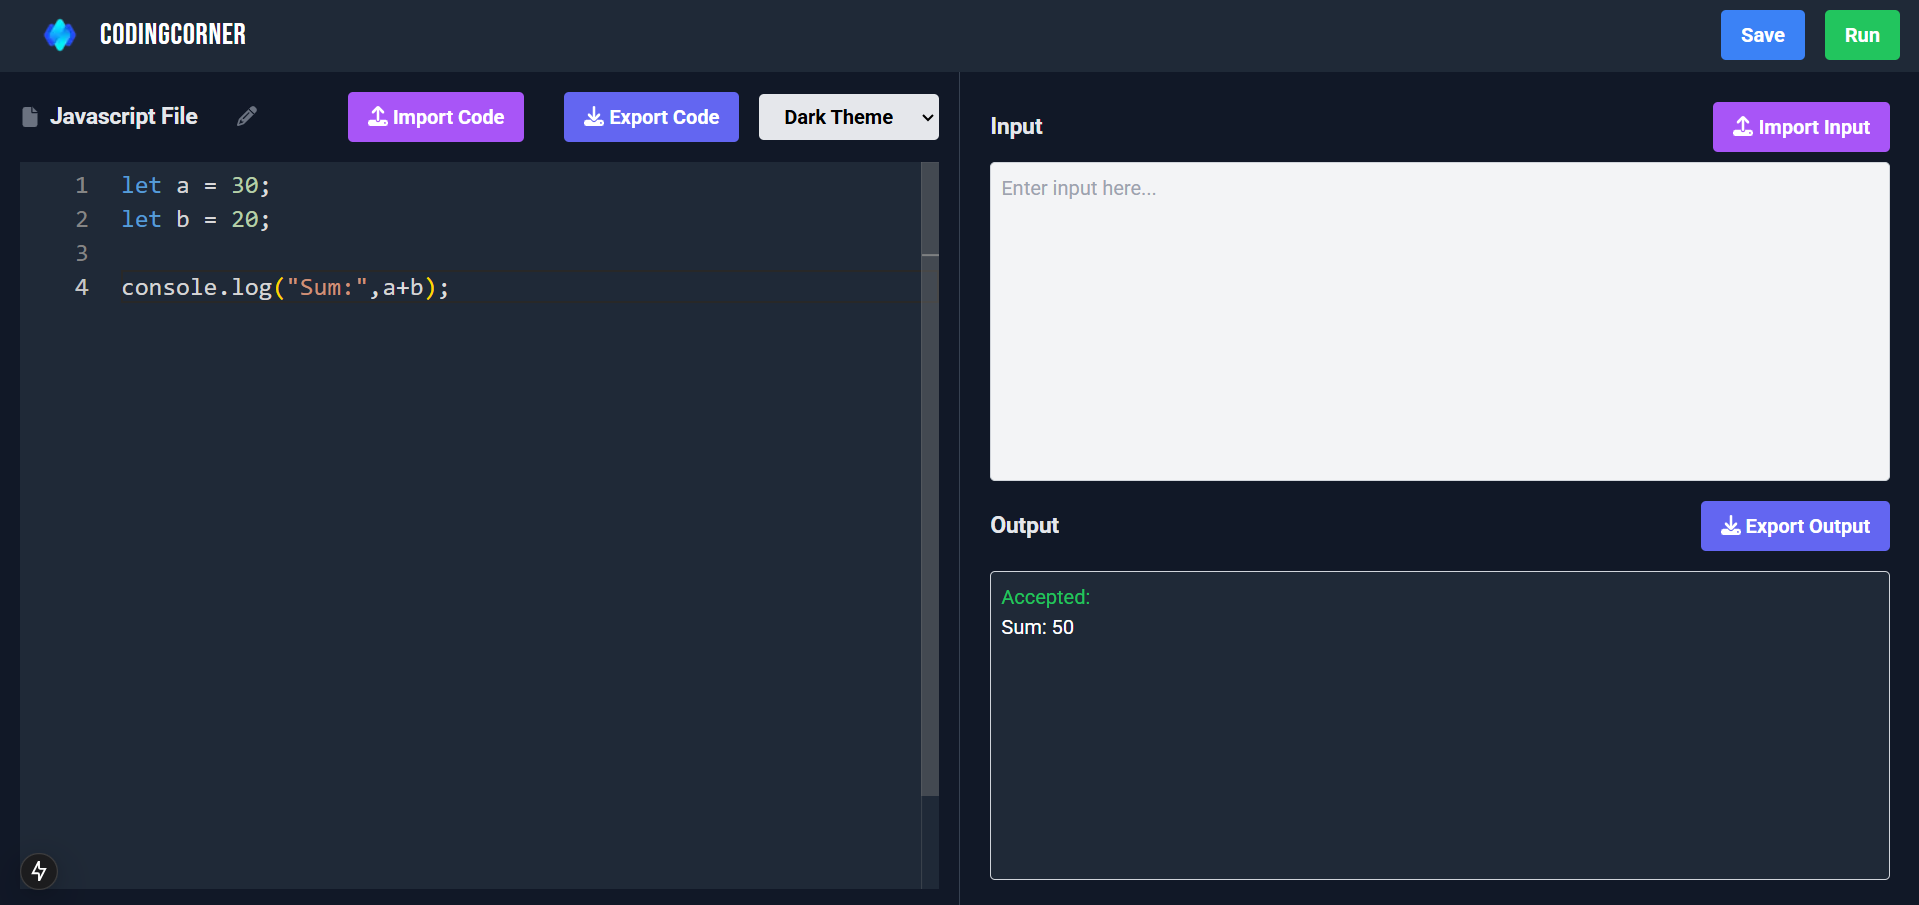 CODINGCORNER
Save
Run
Javascript File
Import Code
Export Code
Dark Theme
1 let a = 30;
2 let b = 20;
3
4 console.log("Sum:",a+b);
Input
Import Input
Enter input here...
Output
Export Output
Accepted:
Sum: 50